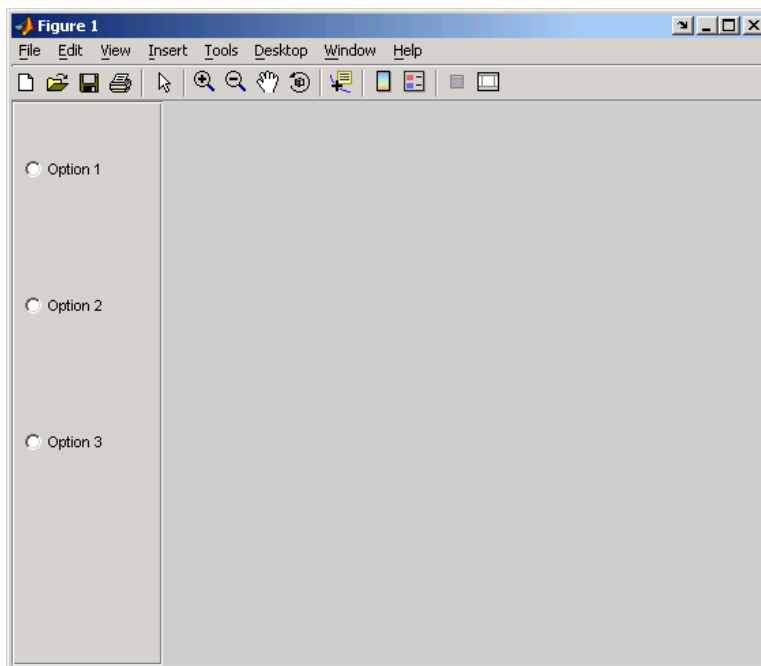 Figure 1
File Edit View Insert Tools Desktop Window Help
Option 1
Option 2
Option 3